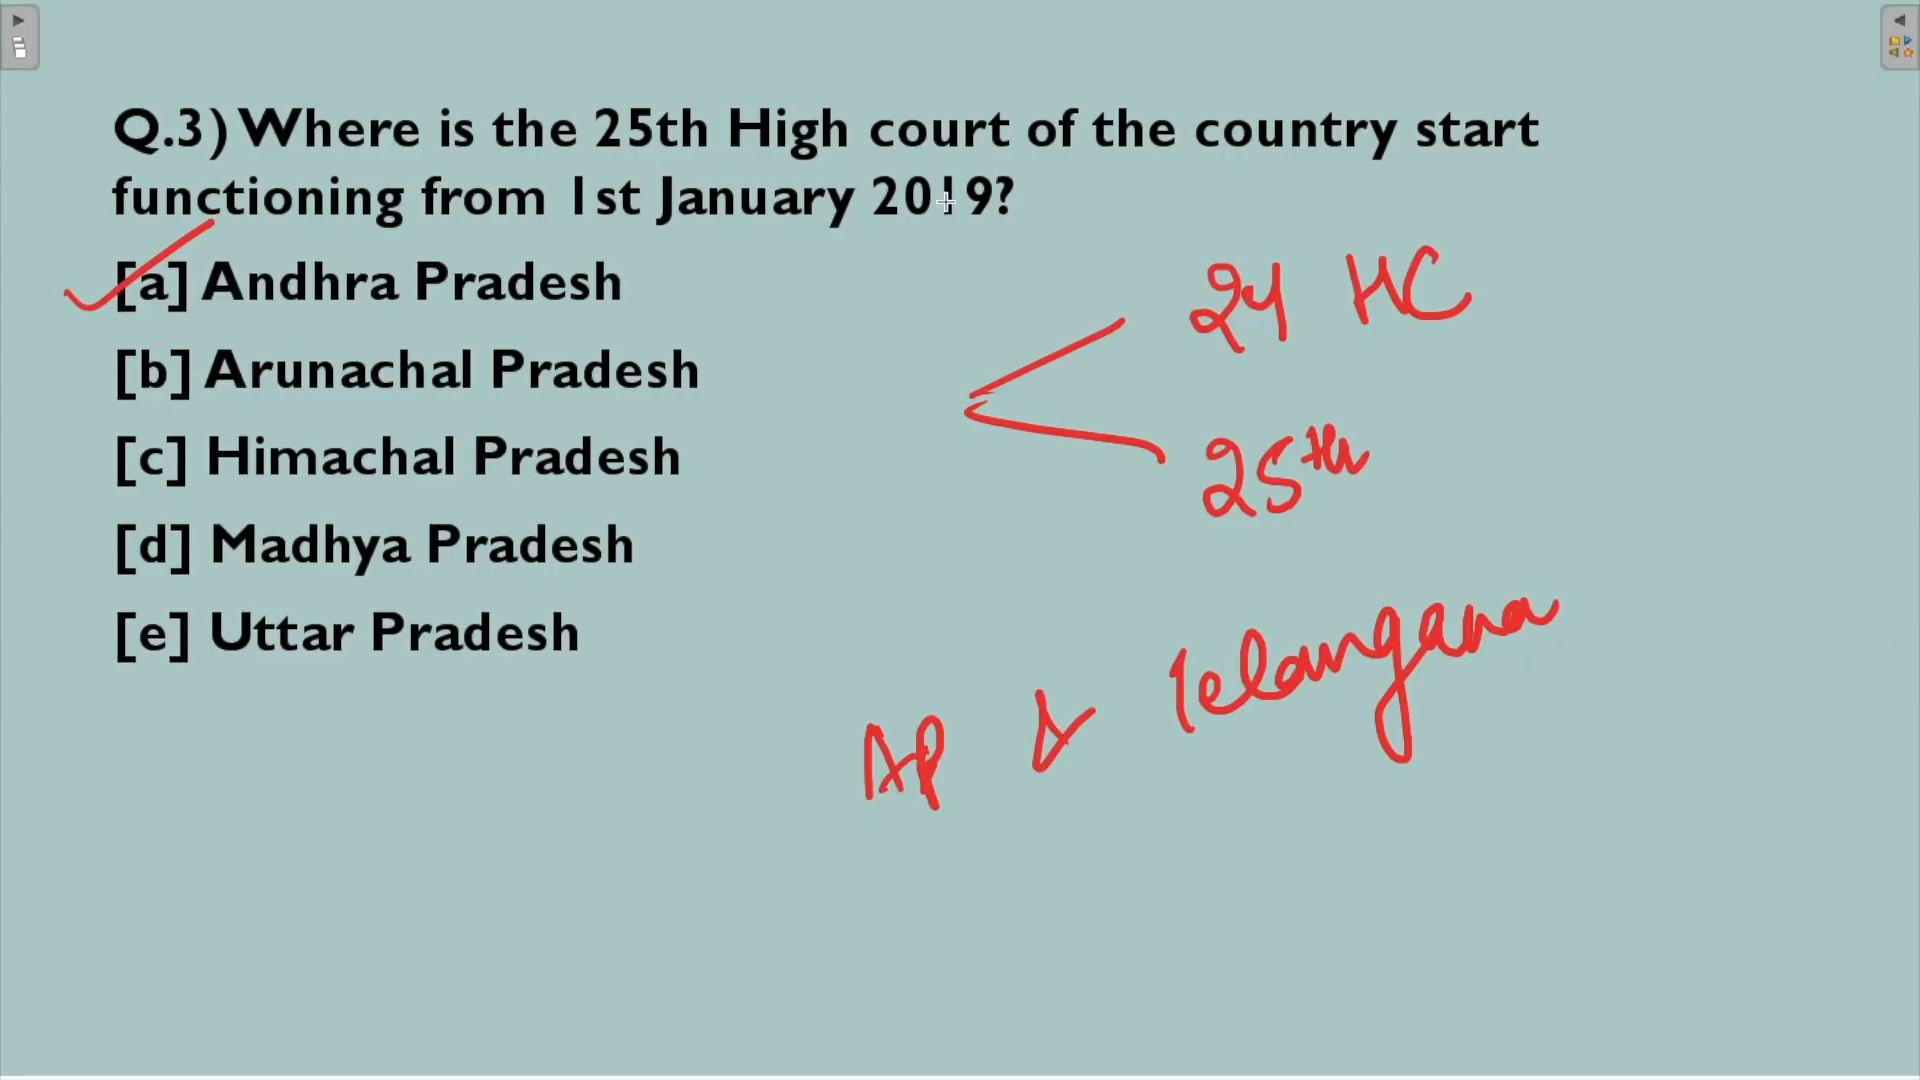 Q.3) Where is the 25th High court of the country start
functioning from 1st January 2019?
[a] Andhra Pradesh
[b] Arunachal Pradesh
[c] Himachal Pradesh
[d] Madhya Pradesh
[e] Uttar Pradesh
24 HC
25th
AP & Telangana